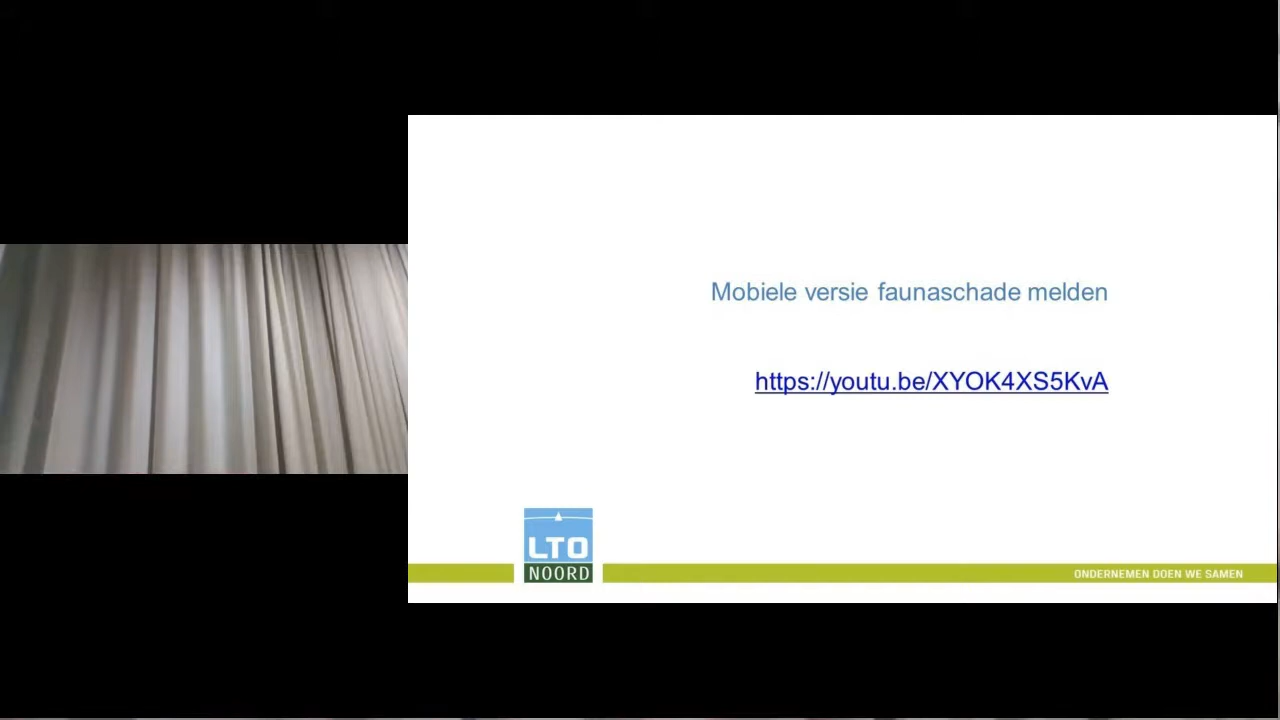 Mobiele versie faunaschade melden
https://youtu.be/XYOK4XS5KvA
LTO
NOORD
ONDERNEMEN DOEN WE SAMEN